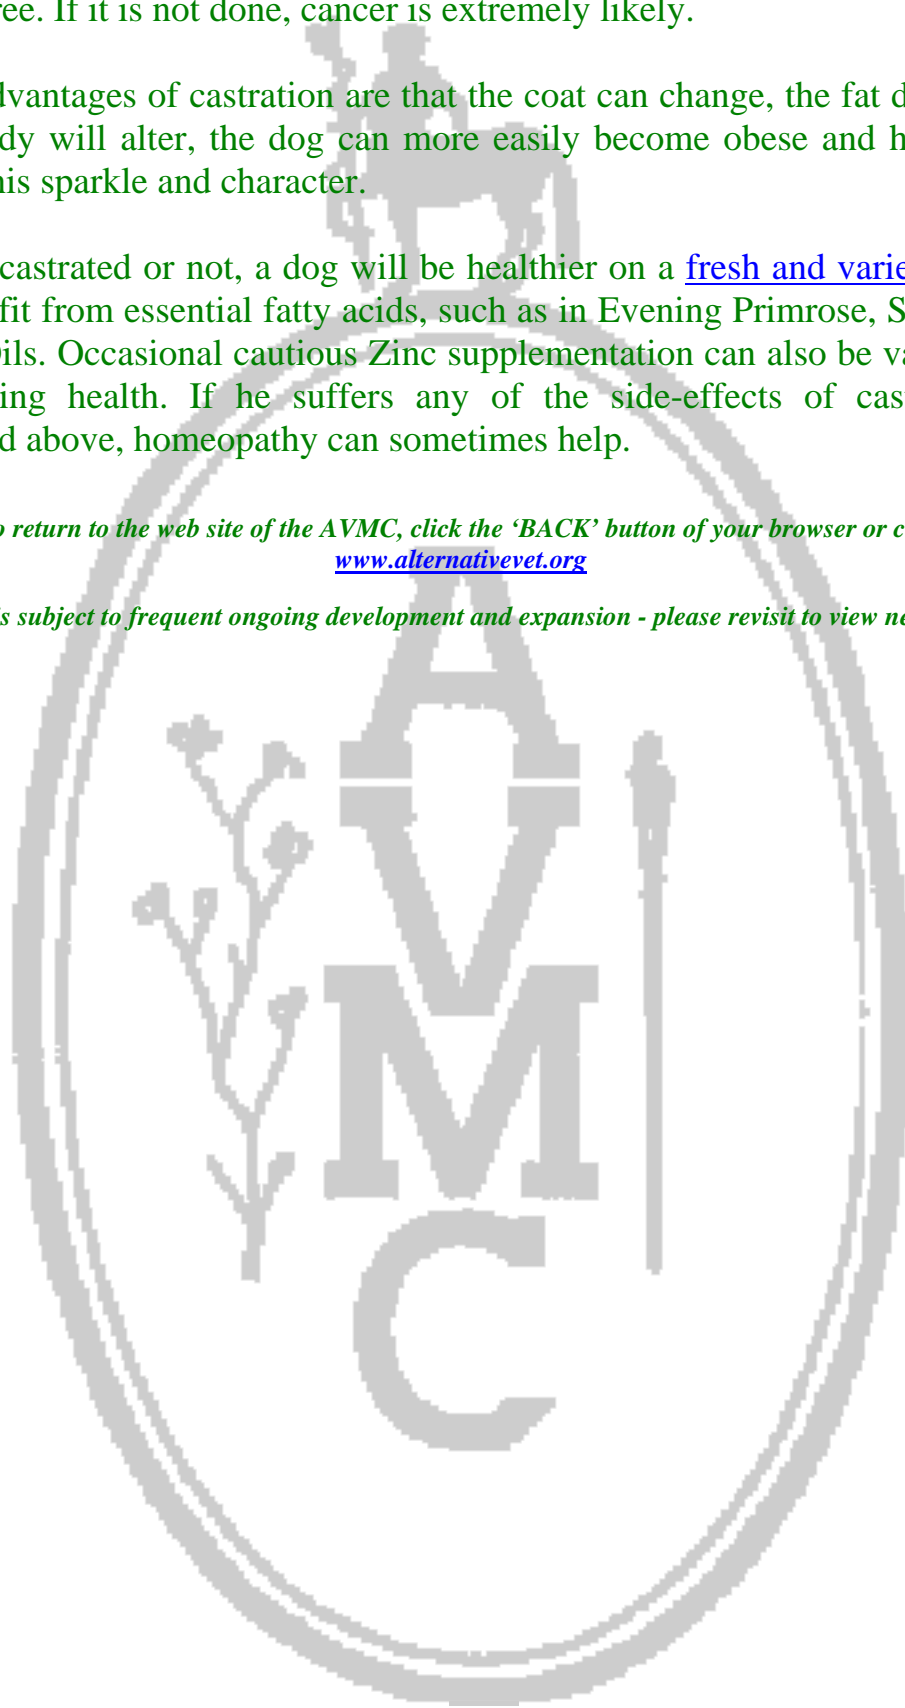 ree. If it is not done, cancer is extremely likely.
dvantages of castration are that the coat can change, the fat d
dy will alter, the dog can more easily become obese and h
his sparkle and character.
castrated or not, a dog will be healthier on a fresh and varie
fit from essential fatty acids, such as in Evening Primrose, S
Oils. Occasional cautious Zinc supplementation can also be va
ing health. If he suffers any of the side-effects of cas
d above, homeopathy can sometimes help.
o return to the web site of the AVMC, click the ‘BACK’ button of your browser or c
www.alternativevet.org
s subject to frequent ongoing development and expansion - please revisit to view ne
A
V
M
C